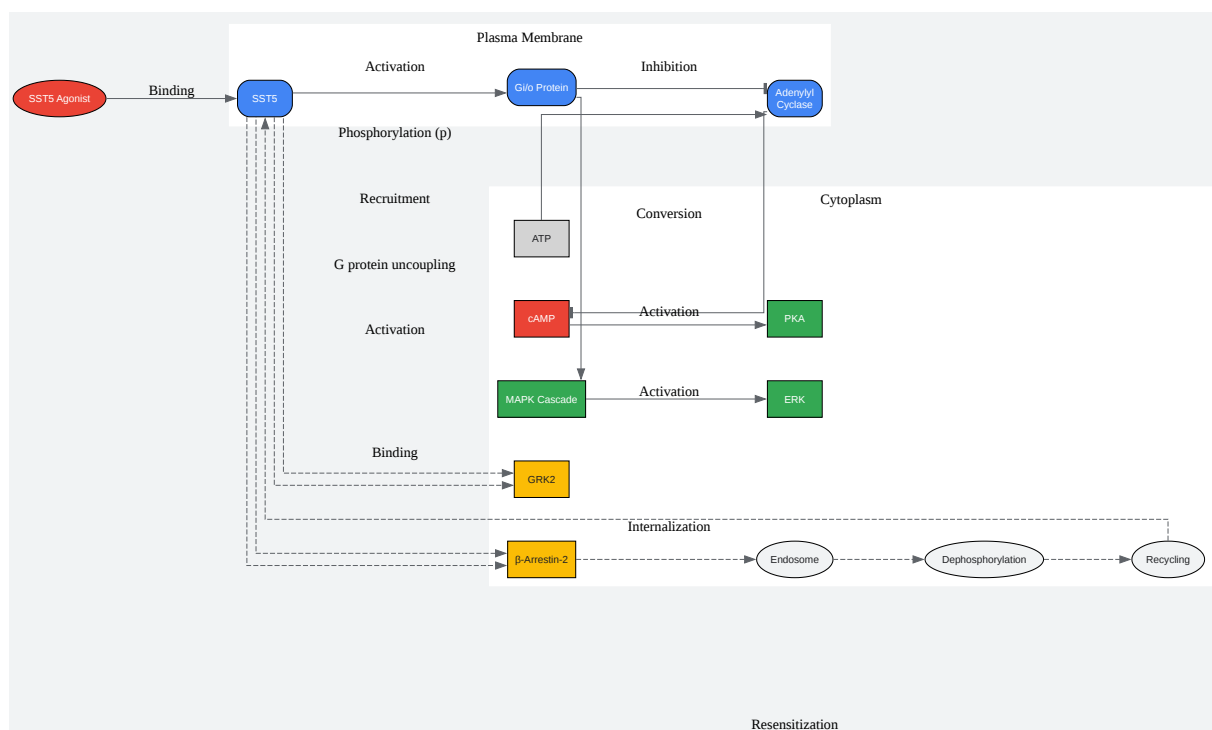 Plasma Membrane
Activation
Inhibition
SST5 Agonist
Binding
SST5
Gi/o Protein
Adenylyl
Cyclase
Phosphorylation (p)
Recruitment
Cytoplasm
Conversion
ATP
G protein uncoupling
cAMP
Activation
PKA
Activation
MAPK Cascade
Activation
ERK
Binding
GRK2
Internalization
β-Arrestin-2
Endosome
Dephosphorylation
Recycling
Resensitization